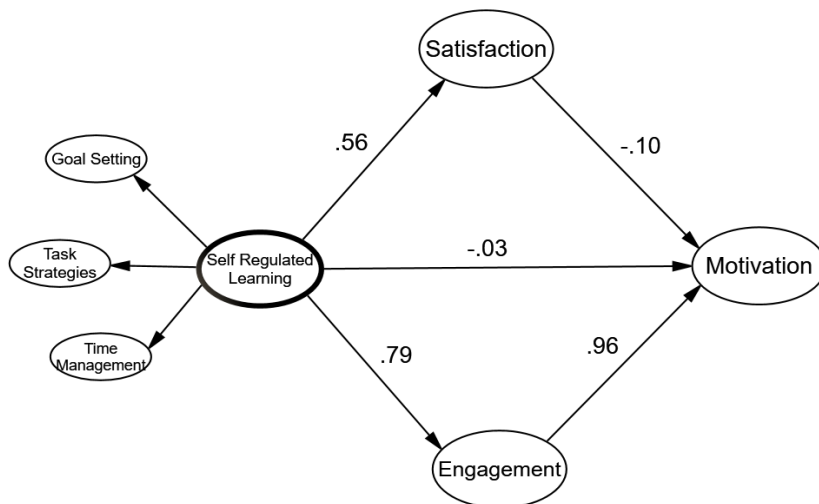 Satisfaction
.56
-.10
Goal Setting
Task
Strategies
Self Regulated
Learning
-.03
Motivation
Time
Management
.79
.96
Engagement